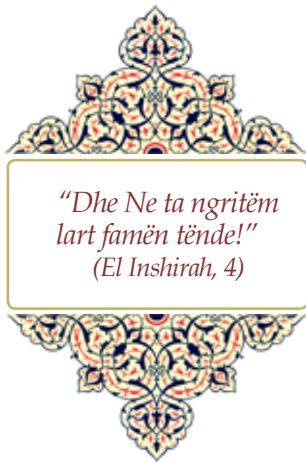 “Dhe Ne ta ngritëm
lart famën tënde!”
(El Inshirah, 4)